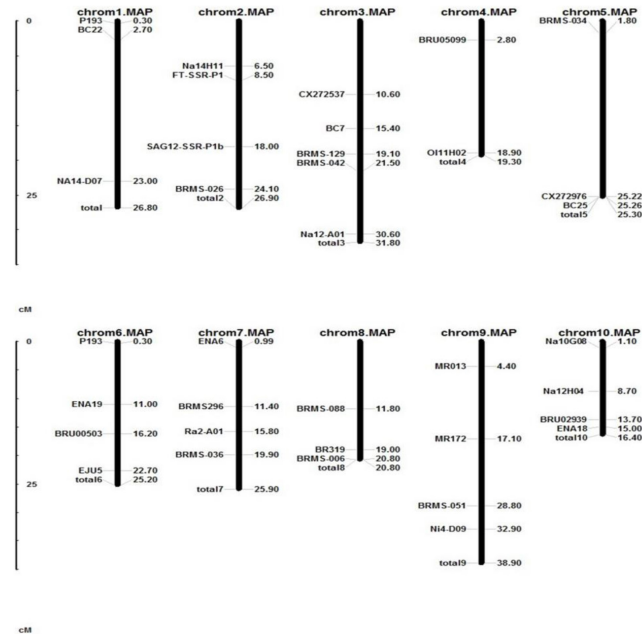 chrom1.MAP chrom2.MAP chrom3.MAP chrom4.MAP chrom5.MAP
0
25
cM
P193 0.30
BC22 2.70
NA14-D07 23.00
total 26.80
Na14H11 6.50
FT-SSR-P1 8.50
SAG12-SSR-P1b 18.00
BRMS-026 24.10
total2 26.90
CX272537 10.60
BC7 15.40
BRMS-129 19.10
BRMS-042 21.50
Na12-A01 30.60
total3 31.80
BRU05099 2.80
Ol11H02 18.90
total4 19.30
BRMS-034 1.80
CX272976 25.22
BC25 25.26
total5 25.30
chrom6.MAP chrom7.MAP chrom8.MAP chrom9.MAP chrom10.MAP
0
25
cM
P193 0.30
ENA19 11.00
BRU00503 16.20
EJU5 22.70
total6 25.20
ENA6 0.99
BRMS296 11.40
Ra2-A01 15.80
BRMS-036 19.90
total7 25.90
BRMS-088 11.80
BR319 19.00
BRMS-006 20.80
total8 20.80
MR013 4.40
MR172 17.10
BRMS-051 28.80
Ni4-D09 32.90
total9 38.90
Na10G08 1.10
Na12H04 8.70
BRU02939 13.70
ENA18 15.00
total10 16.40